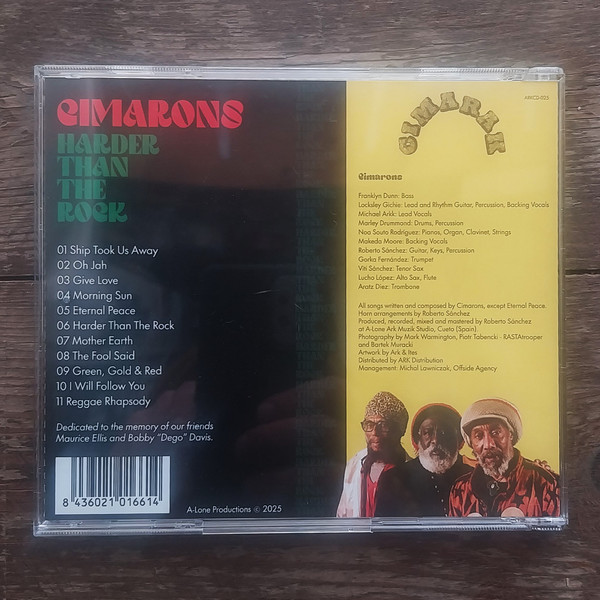 CIMARONS
HARDER
THAN
THE
ROCK
01 Ship Took Us Away
02 Oh Jah
03 Give Love
04 Morning Sun
05 Eternal Peace
06 Harder Than The Rock
07 Mother Earth
08 The Fool Said
09 Green, Gold & Red
10 I Will Follow You
11 Reggae Rhapsody
Dedicated to the memory of our friends
Maurice Ellis and Bobby "Dego" Davis.
8 436021 016614
A-Lone Productions © 2025
ARKCD-025
CIMARAK
Cimarons
Franklyn Dunn: Bass
Locksley Gichie: Lead and Rhythm Guitar, Percussion, Backing Vocals
Michael Arkk: Lead Vocals
Marley Drummond: Drums, Percussion
Noa Souto Rodríguez: Pianos, Organ, Clavinet, Strings
Makeda Moore: Backing Vocals
Roberto Sánchez: Guitar, Keys, Percussion
Gorka Fernández: Trumpet
Viti Sánchez: Tenor Sax
Lucho López: Alto Sax, Flute
Aratz Diez: Trombone
All songs written and composed by Cimarons, except Eternal Peace.
Horn arrangements by Roberto Sánchez
Produced, recorded, mixed and mastered by Roberto Sánchez
at A-Lone Ark Muzik Studio, Cueto (Spain).
Photography by Mark Warmington, Piotr Tabencki - RASTAtrooper
and Bartek Muracki
Artwork by Ark & Ites
Distributed by ARK Distribution
Management: Michal Lawniczak, Offside Agency